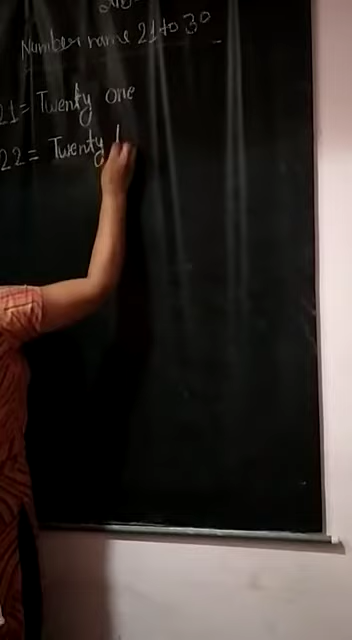 Number name 21 to 30
21 = Twenty one
22 = Twenty